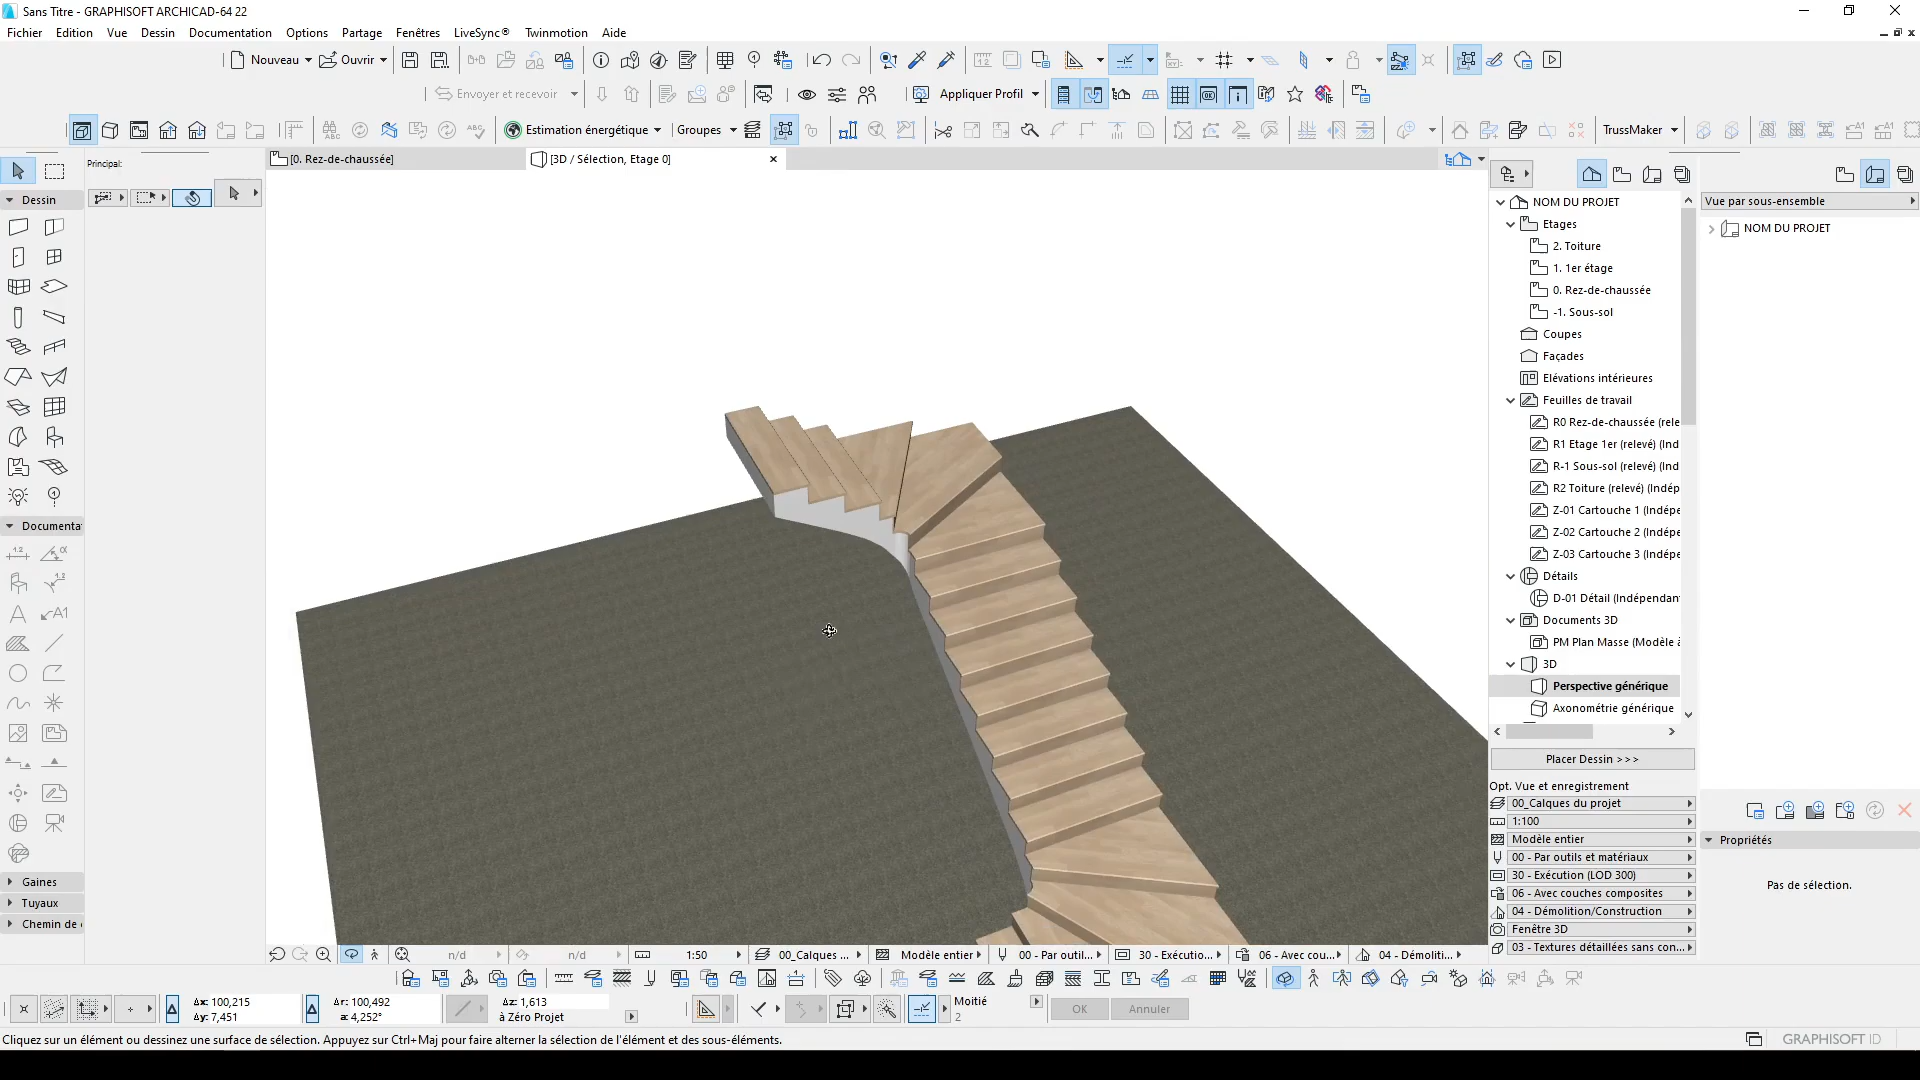 Sans Titre - GRAPHISOFT ARCHICAD-64 22
Fichier Edition Vue Dessin Documentation Options Partage Fenêtres LiveSync® Twinmotion Aide
Nouveau Ouvrir
Envoyer et recevoir Appliquer Profil
Estimation énergétique Groupes TrussMaker
Principal:
[0. Rez-de-chaussée] [3D / Sélection, Etage 0]
Dessin
Documenta
Gaines
Tuyaux
Chemin de
NOM DU PROJET
Etages
2. Toiture
1. 1er étage
0. Rez-de-chaussée
-1. Sous-sol
Coupes
Façades
Elévations intérieures
Feuilles de travail
R0 Rez-de-chaussée (rele
R1 Etage 1er (relevé) (Ind
R-1 Sous-sol (relevé) (Ind
R2 Toiture (relevé) (Indép
Z-01 Cartouche 1 (Indépe
Z-02 Cartouche 2 (Indépe
Z-03 Cartouche 3 (Indépe
Détails
D-01 Détail (Indépendan
Documents 3D
PM Plan Masse (Modèle à
3D
Perspective générique
Axonométrie générique
Placer Dessin >>>
Opt. Vue et enregistrement
00_Calques du projet
1:100
Modèle entier
00 - Par outils et matériaux
30 - Exécution (LOD 300)
06 - Avec couches composites
04 - Démolition/Construction
Fenêtre 3D
03 - Textures détaillées sans con...
Vue par sous-ensemble
NOM DU PROJET
Propriétés
Pas de sélection.
n/d n/d 1:50 00_Calques ... Modèle entier 00 - Par outil... 30 - Exécutio... 06 - Avec cou... 04 - Démoliti...
Δx: 100,215 Δr: 100,492 Δz: 1,613
Δy: 7,451 a: 4,252° à Zéro Projet
Moitié
2
OK Annuler
Cliquez sur un élément ou dessinez une surface de sélection. Appuyez sur Ctrl+Maj pour faire alterner la sélection de l'élément et des sous-éléments.
GRAPHISOFT ID